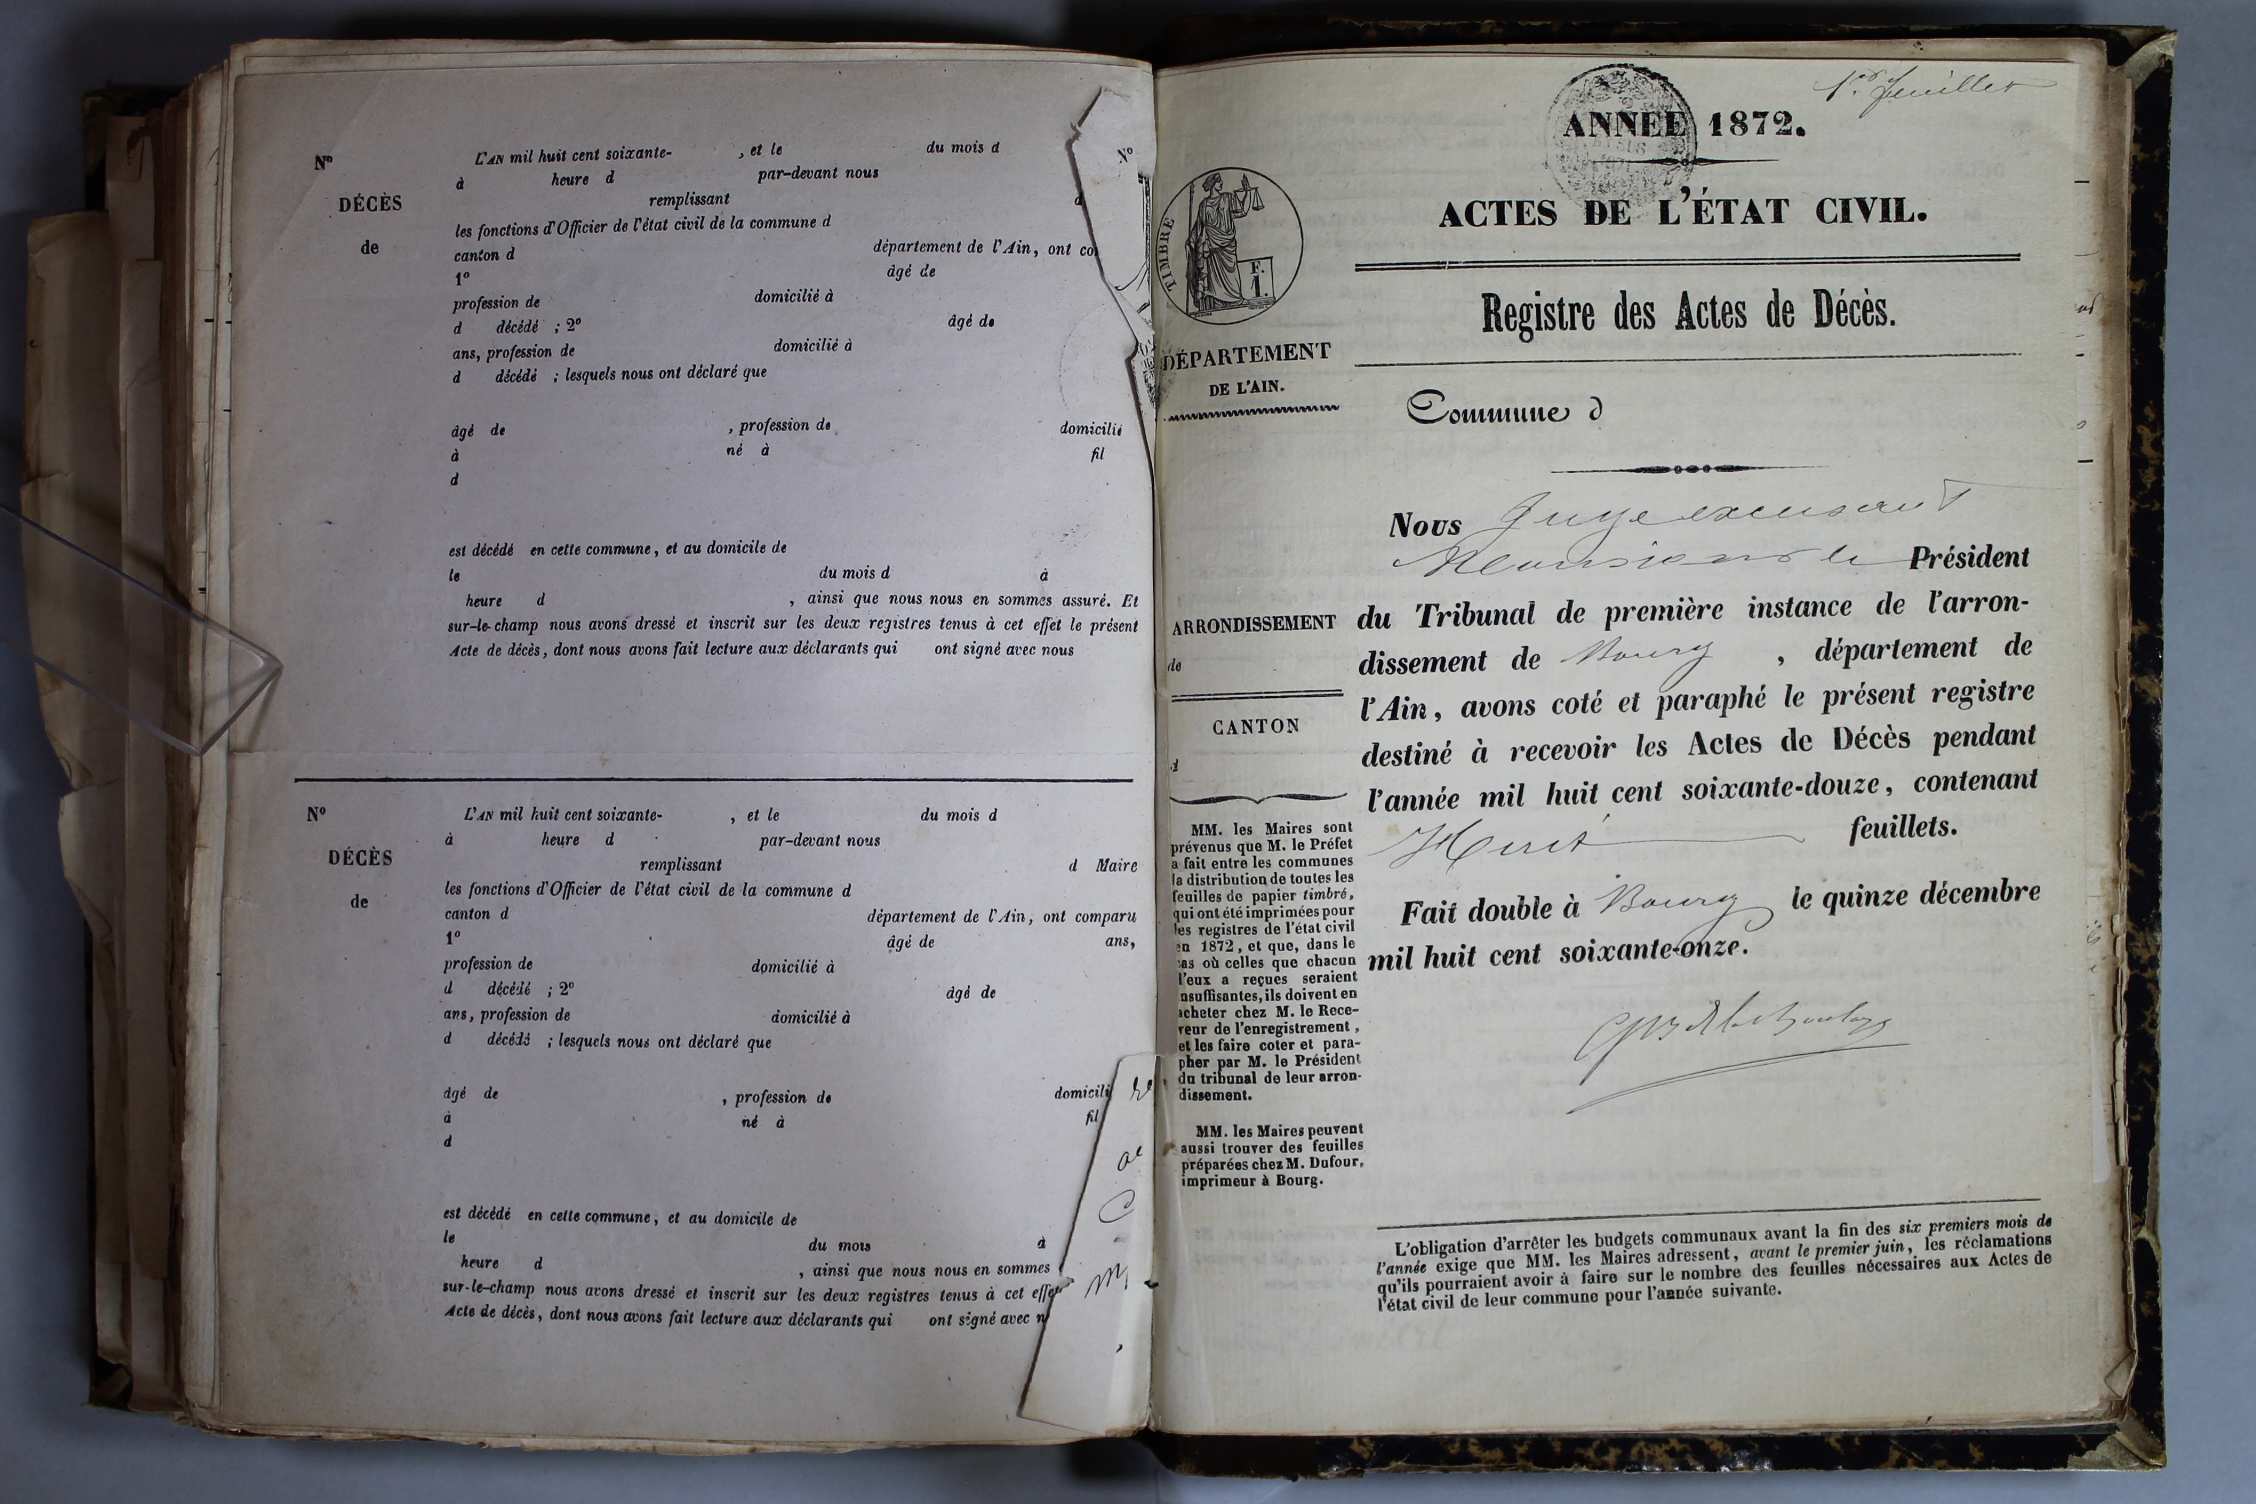 Nº
DÉCÈS
de
L'AN mil huit cent soixante- , et le du mois d
à heure d par-devant nous
remplissant d
les fonctions d'Officier de l'état civil de la commune d
canton d département de l'Ain, ont co
1º âgé de
profession de domicilié à
d décédé ; 2º âgé de
ans, profession de domicilié à
d décédé ; lesquels nous ont déclaré que
âgé de , profession de domicilié
à né à fil
d
est décédé en cette commune, et au domicile de
le du mois d à
heure d , ainsi que nous nous en sommes assuré. Et
sur-le-champ nous avons dressé et inscrit sur les deux registres tenus à cet effet le présent
Acte de décès, dont nous avons fait lecture aux déclarants qui ont signé avec nous
Nº
DÉCÈS
de
L'AN mil huit cent soixante- , et le du mois d
à heure d par-devant nous
remplissant d Maire
les fonctions d'Officier de l'état civil de la commune d
canton d département de l'Ain, ont comparu
1º âgé de ans,
profession de domicilié à
d décédé ; 2º âgé de
ans, profession de domicilié à
d décédé ; lesquels nous ont déclaré que
âgé de , profession de domicili
à né à fil
d
est décédé en cette commune, et au domicile de
le du mois à
heure d , ainsi que nous nous en sommes
sur-le-champ nous avons dressé et inscrit sur les deux registres tenus à cet effe
Acte de décès, dont nous avons fait lecture aux déclarants qui ont signé avec n
Nº
1er feuillet
ANNÉE 1872.
ACTES DE L'ÉTAT CIVIL.
Registre des Actes de Décès.
TIMBRE
F.
1.
DÉPARTEMENT
DE L'AIN.
ARRONDISSEMENT
de
CANTON
d
MM. les Maires sont
prévenus que M. le Préfet
a fait entre les communes
la distribution de toutes les
feuilles de papier timbré,
qui ont été imprimées pour
les registres de l'état civil
en 1872, et que, dans le
cas où celles que chacun
l'eux a reçues seraient
nsuffisantes, ils doivent en
acheter chez M. le Rece-
veur de l'enregistrement,
et les faire coter et para-
pher par M. le Président
du tribunal de leur arron-
dissement.
MM. les Maires peuvent
aussi trouver des feuilles
préparées chez M. Dufour,
imprimeur à Bourg.
Commune d
Nous Juge
Président
du Tribunal de première instance de l'arron-
dissement de Bourg , département de
l'Ain, avons coté et paraphé le présent registre
destiné à recevoir les Actes de Décès pendant
l'année mil huit cent soixante-douze, contenant
Huit feuillets.
Fait double à Bourg le quinze décembre
mil huit cent soixante-onze.
L'obligation d'arrêter les budgets communaux avant la fin des six premiers mois de
l'année exige que MM. les Maires adressent, avant le premier juin, les réclamations
qu'ils pourraient avoir à faire sur le nombre des feuilles nécessaires aux Actes de
l'état civil de leur commune pour l'année suivante.